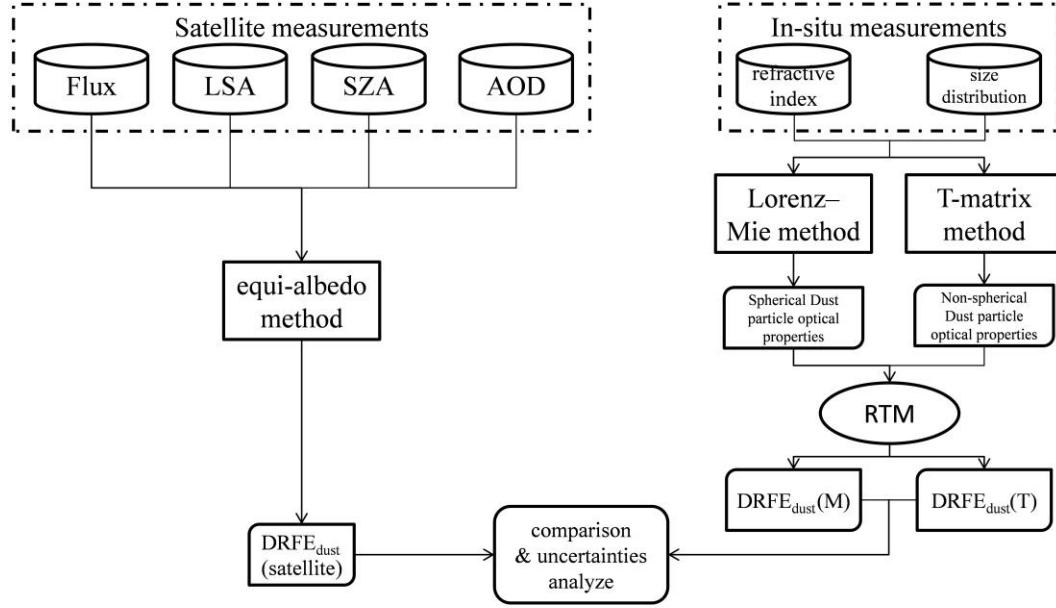 Satellite measurements
Flux
LSA
SZA
AOD
In-situ measurements
refractive
index
size
distribution
Lorenz–
Mie method
T-matrix
method
equi-albedo
method
Spherical Dust
particle optical
properties
Non-spherical
Dust particle
optical properties
RTM
DRFEdust(M)
DRFEdust(T)
DRFEdust
(satellite)
comparison
& uncertainties
analyze